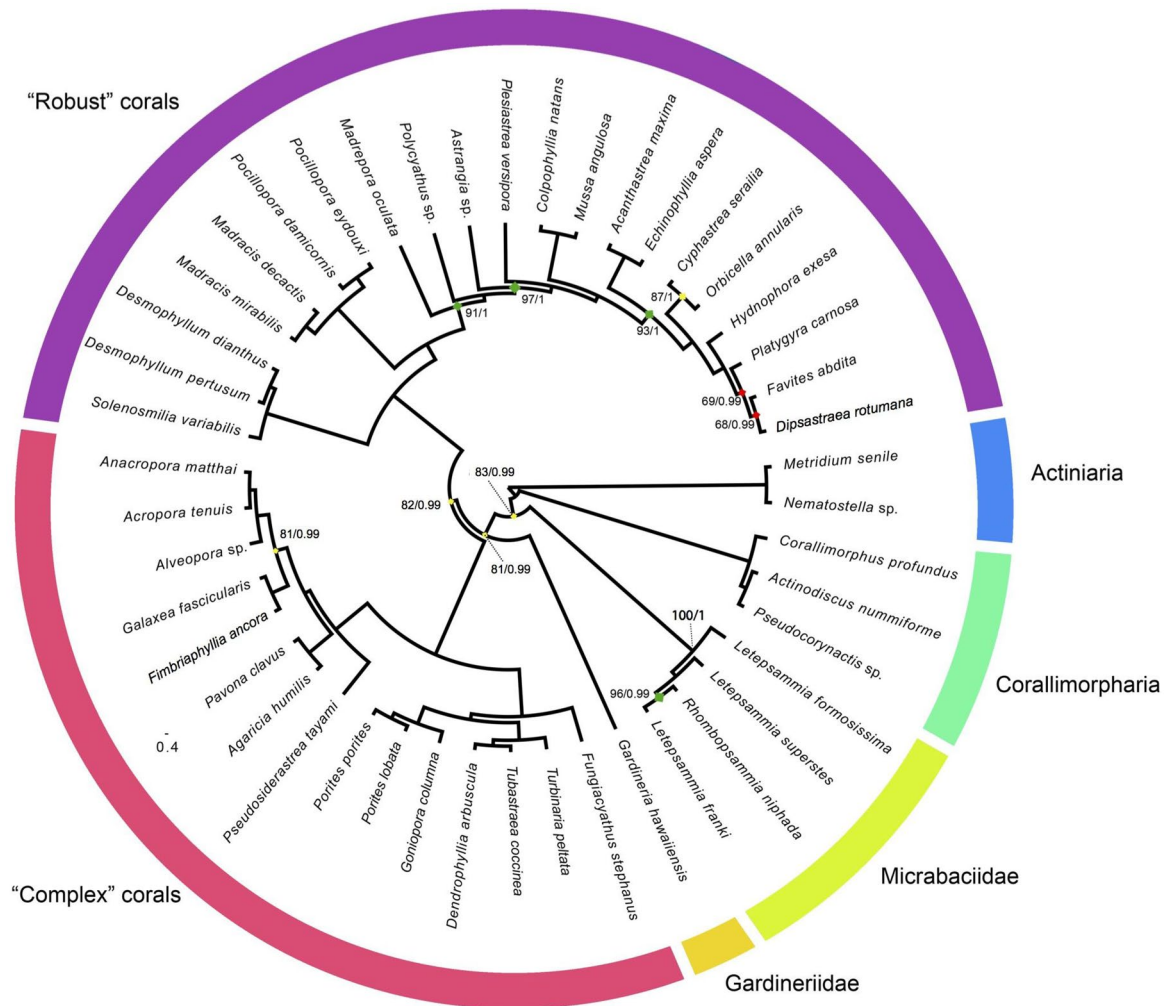 “Robust” corals
Plesiastrea versipora
Colpophyllia natans
Mussa angulosa
Acanthastrea maxima
Echinophyllia aspera
Cyphastrea serailia
Orbicella annularis
Hydnophora exesa
Platygyra carnosa
Favites abdita
Dipsastraea rotumana
Astrangia sp.
Polycyathus sp.
Madrepora oculata
Pocillopora eydouxi
Pocillopora damicornis
Madracis decactis
Madracis mirabilis
Desmophyllum dianthus
Desmophyllum pertusum
Solenosmilia variabilis
91/1
97/1
93/1
87/1
69/0.99
68/0.99
Metridium senile
Nematostella sp.
Actiniaria
83/0.99
82/0.99
81/0.99
Corallimorphus profundus
Actinodiscus nummiforme
Pseudocorynactis sp.
Corallimorpharia
100/1
96/0.99
Letepsammia formosissima
Letepsammia superstes
Rhombopsammia niphada
Letepsammia franki
Micrabaciidae
Gardineria hawaiiensis
Gardineriidae
Anacropora matthai
Acropora tenuis
Alveopora sp.
81/0.99
Galaxea fascicularis
Fimbriaphyllia ancora
Pavona clavus
Agaricia humilis
Pseudosiderastrea tayami
Porites porites
Porites lobata
Goniopora columna
Dendrophyllia arbuscula
Tubastraea coccinea
Turbinaria peltata
Fungiacyathus stephanus
0.4
“Complex” corals